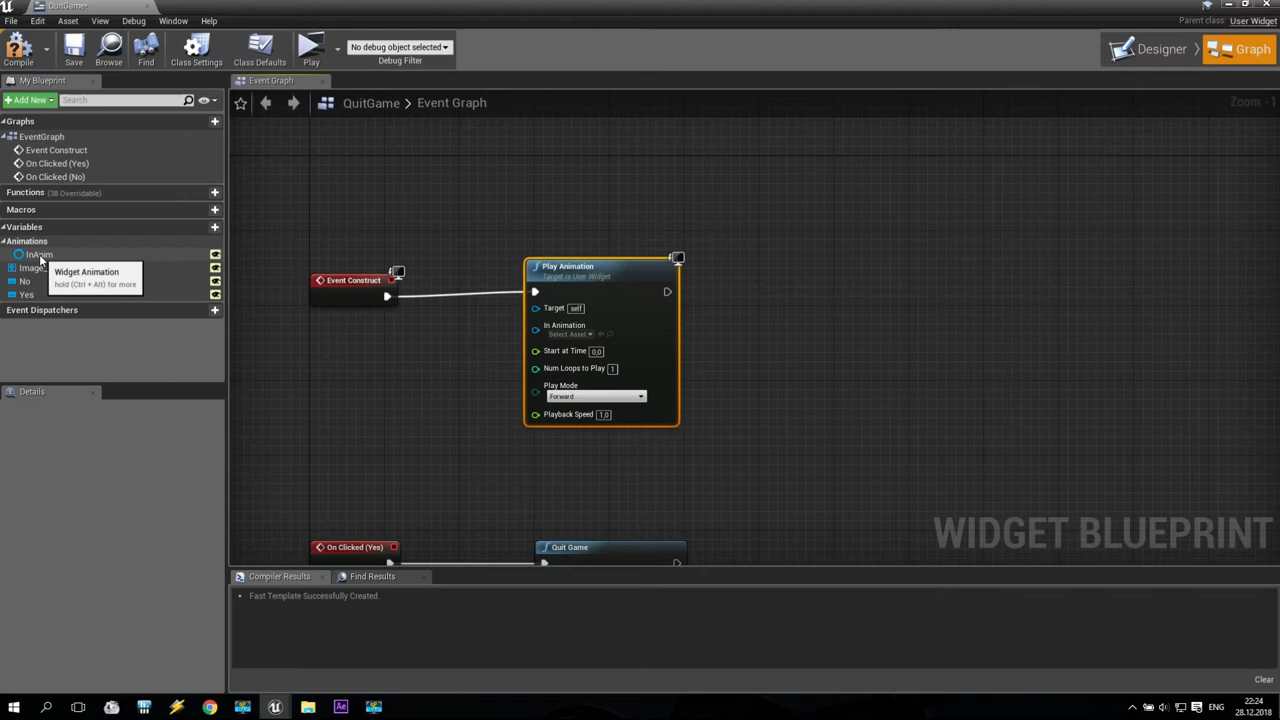 QuitGame*
File Edit Asset View Debug Window Help
Parent class: User Widget
Compile Save Browse Find Class Settings Class Defaults Play
No debug object selected
Debug Filter
Designer Graph
My Blueprint
Event Graph
Add New Search
QuitGame > Event Graph
Zoom -1
Graphs
EventGraph
Event Construct
On Clicked (Yes)
On Clicked (No)
Functions (38 Overridable)
Macros
Variables
Animations
InAnim
Image_
No
Yes
Event Dispatchers
Widget Animation
hold (Ctrl + Alt) for more
Details
Event Construct
Play Animation
Target is User Widget
Target self
In Animation
Select Asset
Start at Time 0,0
Num Loops to Play 1
Play Mode
Forward
Playback Speed 1,0
On Clicked (Yes)
Quit Game
WIDGET BLUEPRINT
Compiler Results Find Results
Fast Template Successfully Created.
Clear
Ae
ENG
22:24
28.12.2018